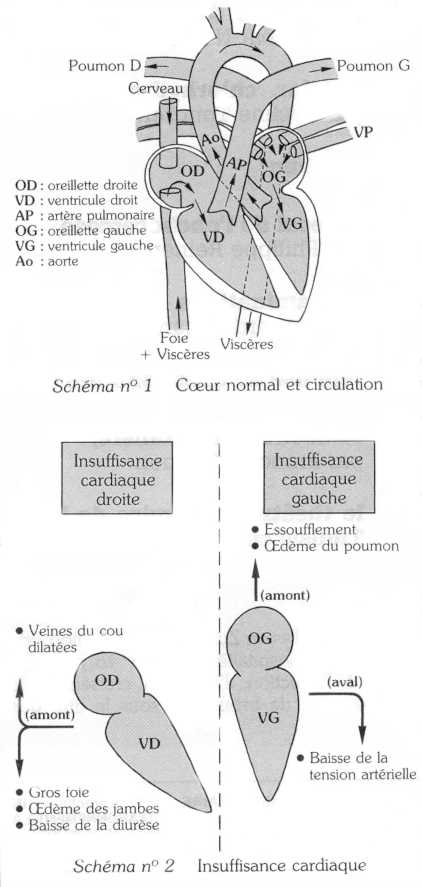 Poumon D
Poumon G
Cerveau
VP
Ao
AP
OD
OG
VD
VG
OD : oreillette droite
VD : ventricule droit
AP : artère pulmonaire
OG : oreillette gauche
VG : ventricule gauche
Ao : aorte
Foie
+ Viscères
Viscères
Schéma nº 1 Cœur normal et circulation
Insuffisance
cardiaque
droite
Insuffisance
cardiaque
gauche
• Essoufflement
• Œdème du poumon
(amont)
• Veines du cou
dilatées
OD
VD
(amont)
• Gros foie
• Œdème des jambes
• Baisse de la diurèse
OG
VG
(aval)
• Baisse de la
tension artérielle
Schéma nº 2 Insuffisance cardiaque